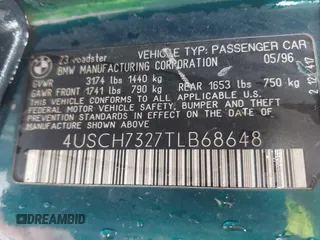 Z3 roadster VEHICLE TYP: PASSENGER CAR
BMW MANUFACTURING CORPORATION 05/96
GVWR 3174 lbs 1440 kg
GAWR FRONT 1741 lbs 790 kg REAR 1653 lbs 750 kg
THIS VEHICLE CONFORMS TO ALL APPLICABLE U.S.
FEDERAL MOTOR VEHICLE SAFETY, BUMPER AND THEFT
PREVENTION STANDARDS IN EFFECT ON THE DATE OF
MANUFACTURE SHOWN ABOVE.
4USCH7327TLB68648
DREAMBID